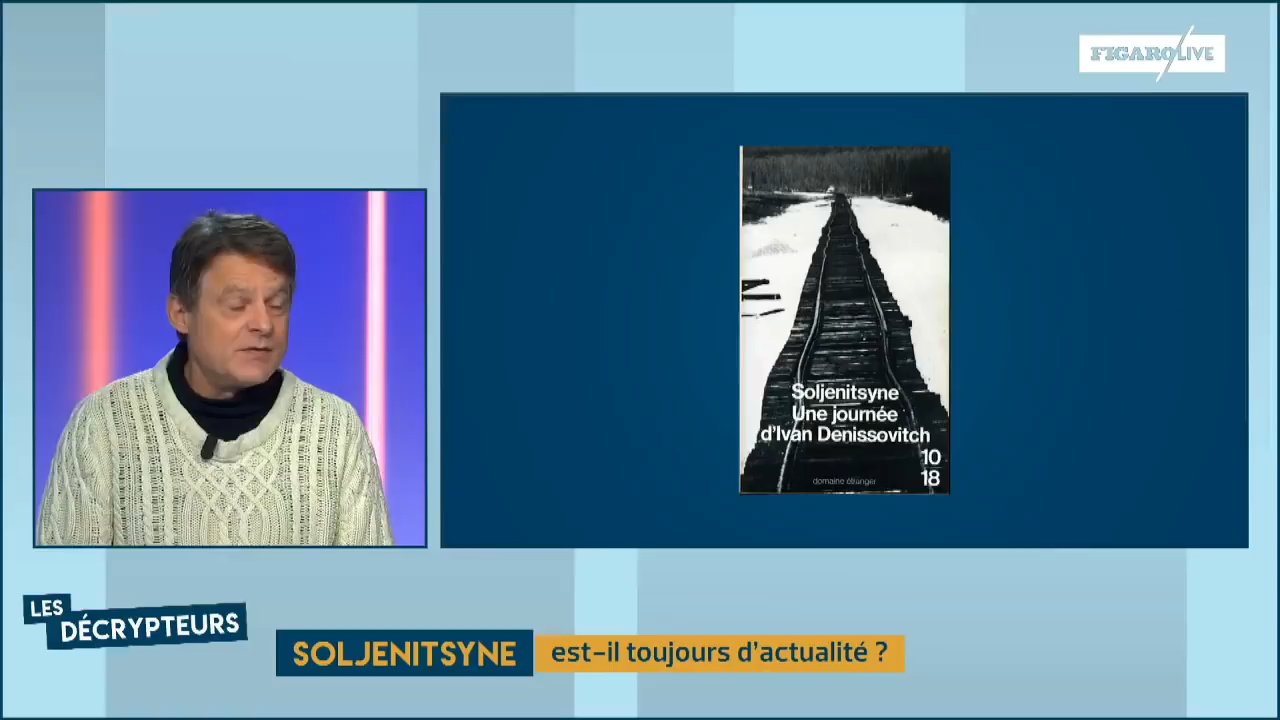 FIGARO LIVE
Soljenitsyne
Une journée
d'Ivan Denissovitch
10
18
domaine étranger
LES
DÉCRYPTEURS
SOLJENITSYNE est-il toujours d'actualité ?